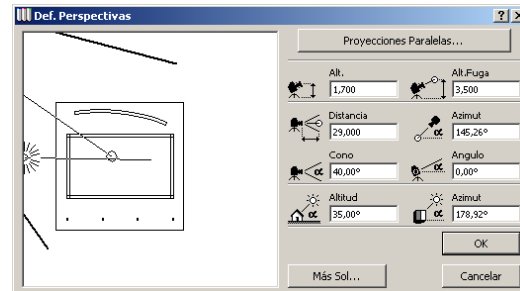 Def. Perspectivas
Proyecciones Paralelas...
Alt.
1,700
Alt.Fuga
3,500
Distancia
29,000
Azimut
145,26°
α
Cono
40,00°
α
Angulo
0,00°
α
Altitud
35,00°
α
Azimut
178,92°
α
OK
Más Sol...
Cancelar